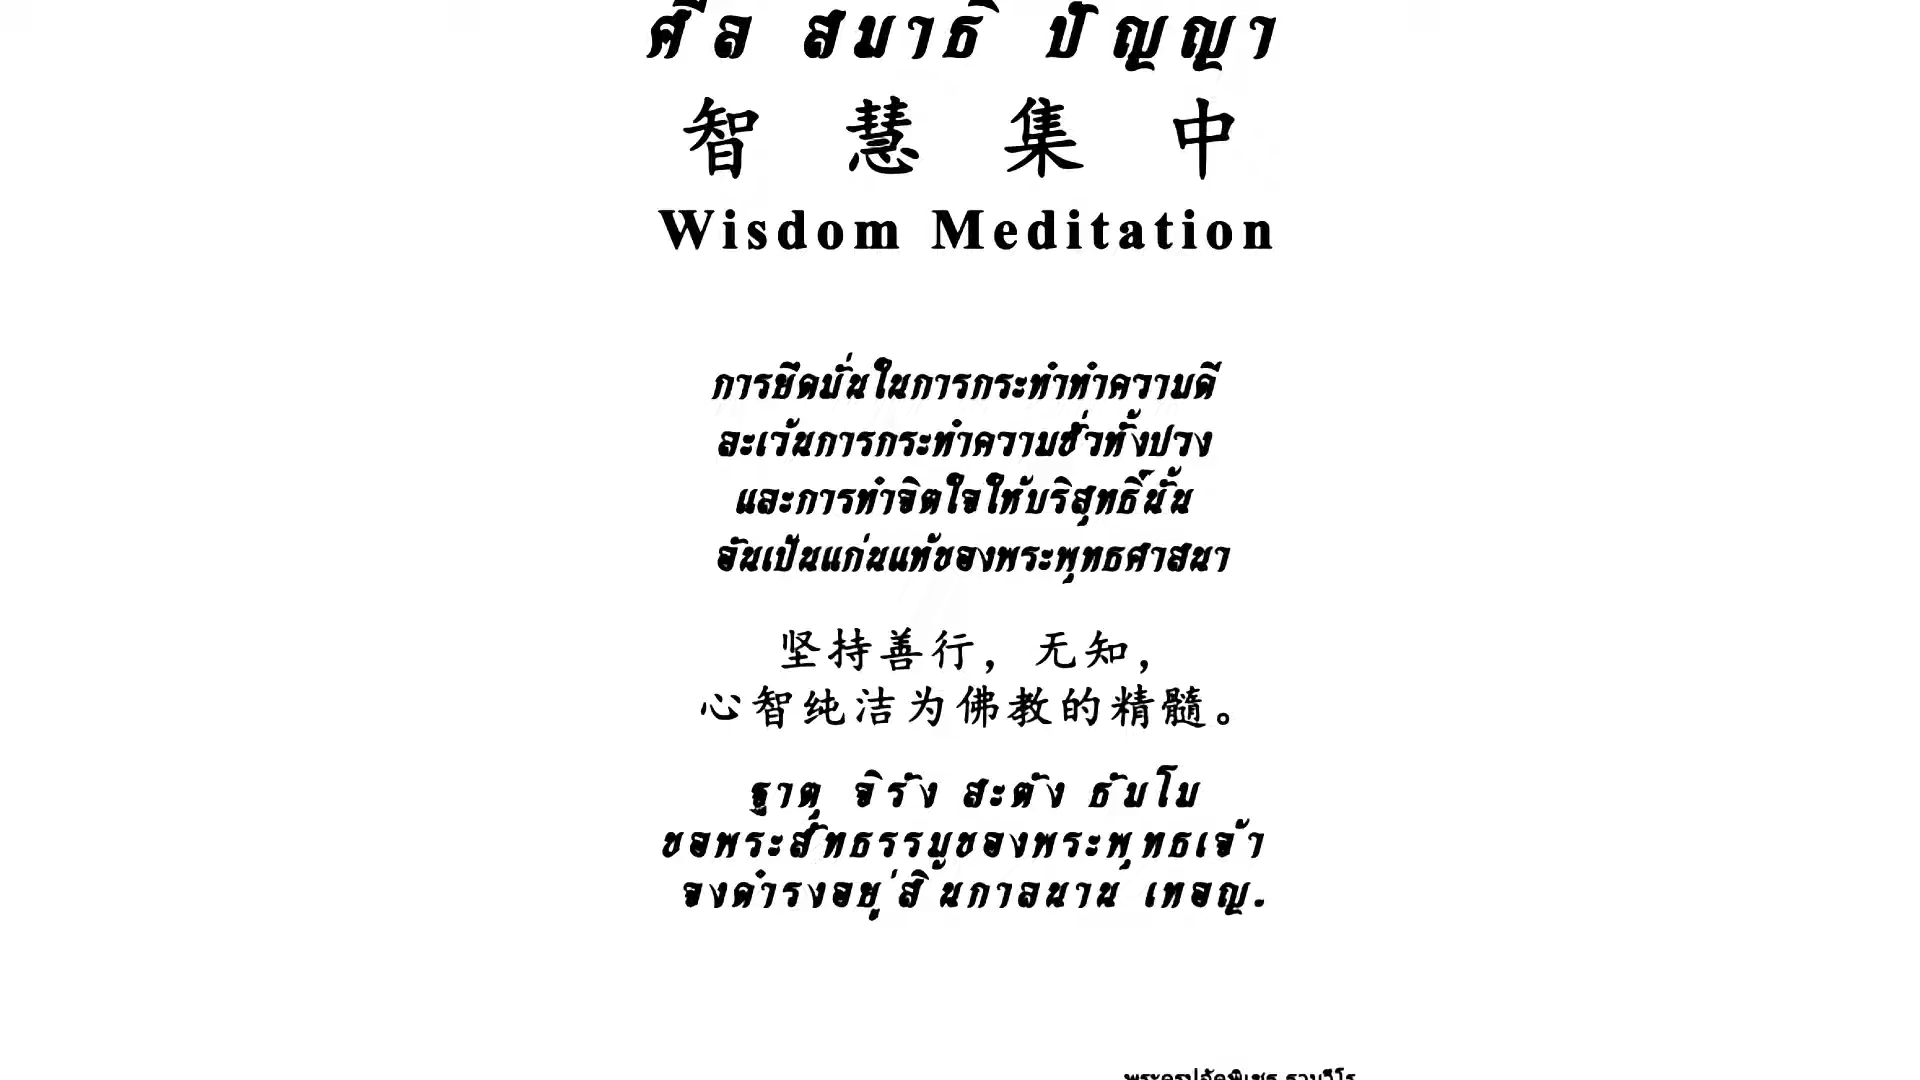 ศีล สมาธิ ปัญญา
智慧集中
Wisdom Meditation
การยึดมั่นในการกระทำทำความดี
ละเว้นการกระทำความชั่วทั้งปวง
และการทำจิตใจให้บริสุทธิ์นั้น
อันเป็นแก่นแท้ของพระพุทธศาสนา
坚持善行，无知，
心智纯洁为佛教的精髓。
ฐาตุ จิรัง สะตัง ธัมโม
ขอพระสัทธรรมของพระพุทธเจ้า
จงดำรงอยู่สิ้นกาลนาน เทอญ.